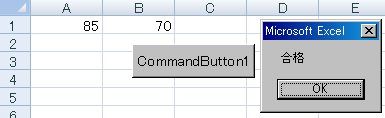 A B C D E
1 85 70
2
3
4
5
CommandButton1
Microsoft Excel
合格
OK